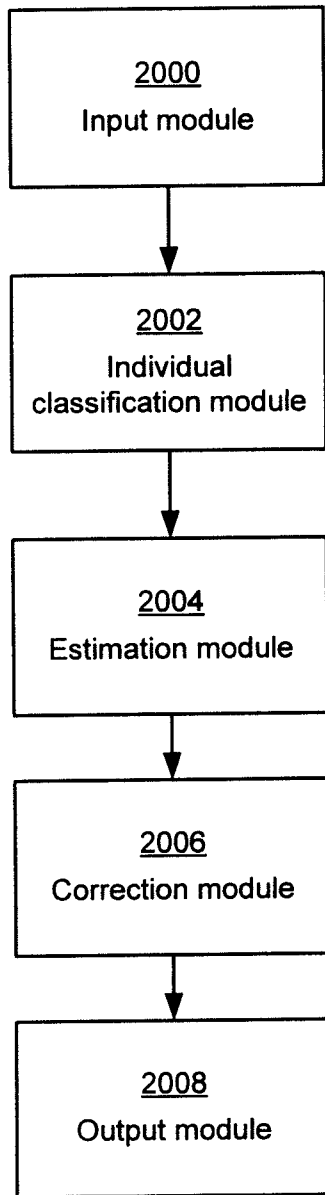 2000
Input module
2002
Individual
classification module
2004
Estimation module
2006
Correction module
2008
Output module